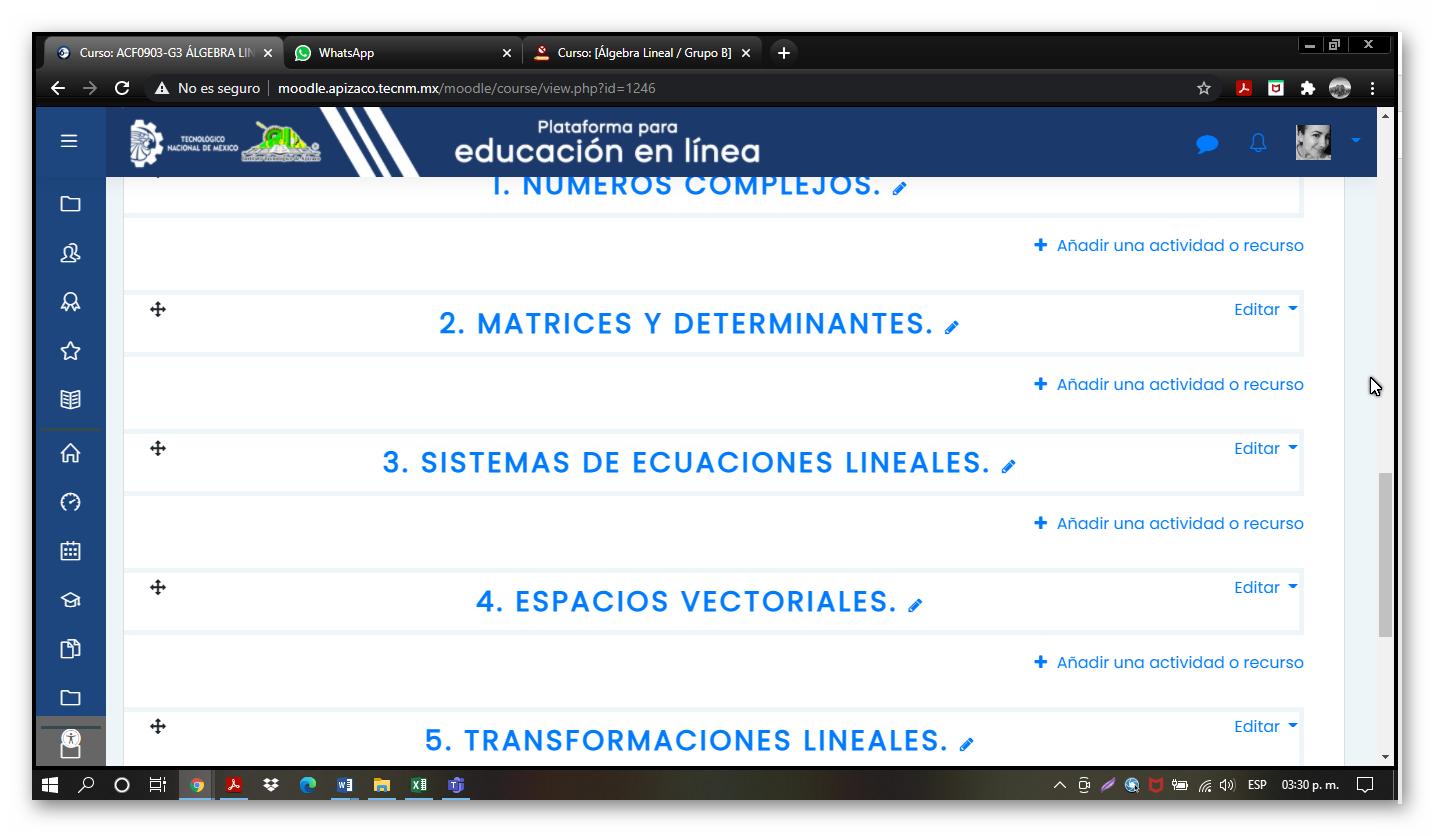 Curso: ACF0903-G3 ÁLGEBRA LIN
WhatsApp
Curso: [Álgebra Lineal / Grupo B]
No es seguro
moodle.apizaco.tecnm.mx/moodle/course/view.php?id=1246
TECNOLÓGICO
NACIONAL DE MÉXICO
Plataforma para
educación en línea
1. NÚMEROS COMPLEJOS.
+ Añadir una actividad o recurso
Editar
2. MATRICES Y DETERMINANTES.
+ Añadir una actividad o recurso
Editar
3. SISTEMAS DE ECUACIONES LINEALES.
+ Añadir una actividad o recurso
Editar
4. ESPACIOS VECTORIALES.
+ Añadir una actividad o recurso
Editar
5. TRANSFORMACIONES LINEALES.
ESP
03:30 p. m.